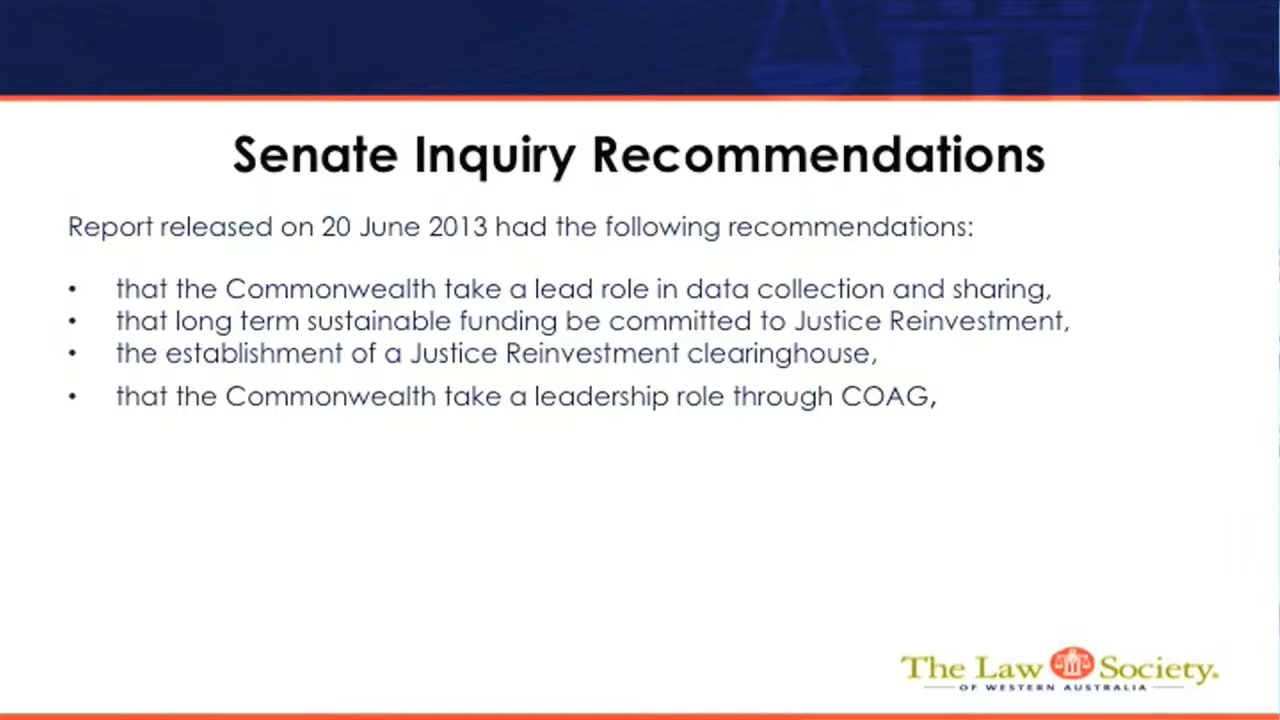 Senate Inquiry Recommendations
Report released on 20 June 2013 had the following recommendations:
• that the Commonwealth take a lead role in data collection and sharing,
• that long term sustainable funding be committed to Justice Reinvestment,
• the establishment of a Justice Reinvestment clearinghouse,
• that the Commonwealth take a leadership role through COAG,
The Law Society.
OF WESTERN AUSTRALIA